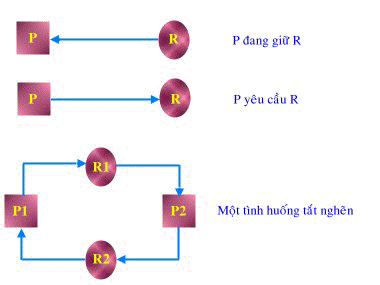 P R P đang giữ R
P R P yêu cầu R
R1
P1 P2 Một tình huống tắt nghẽn
R2